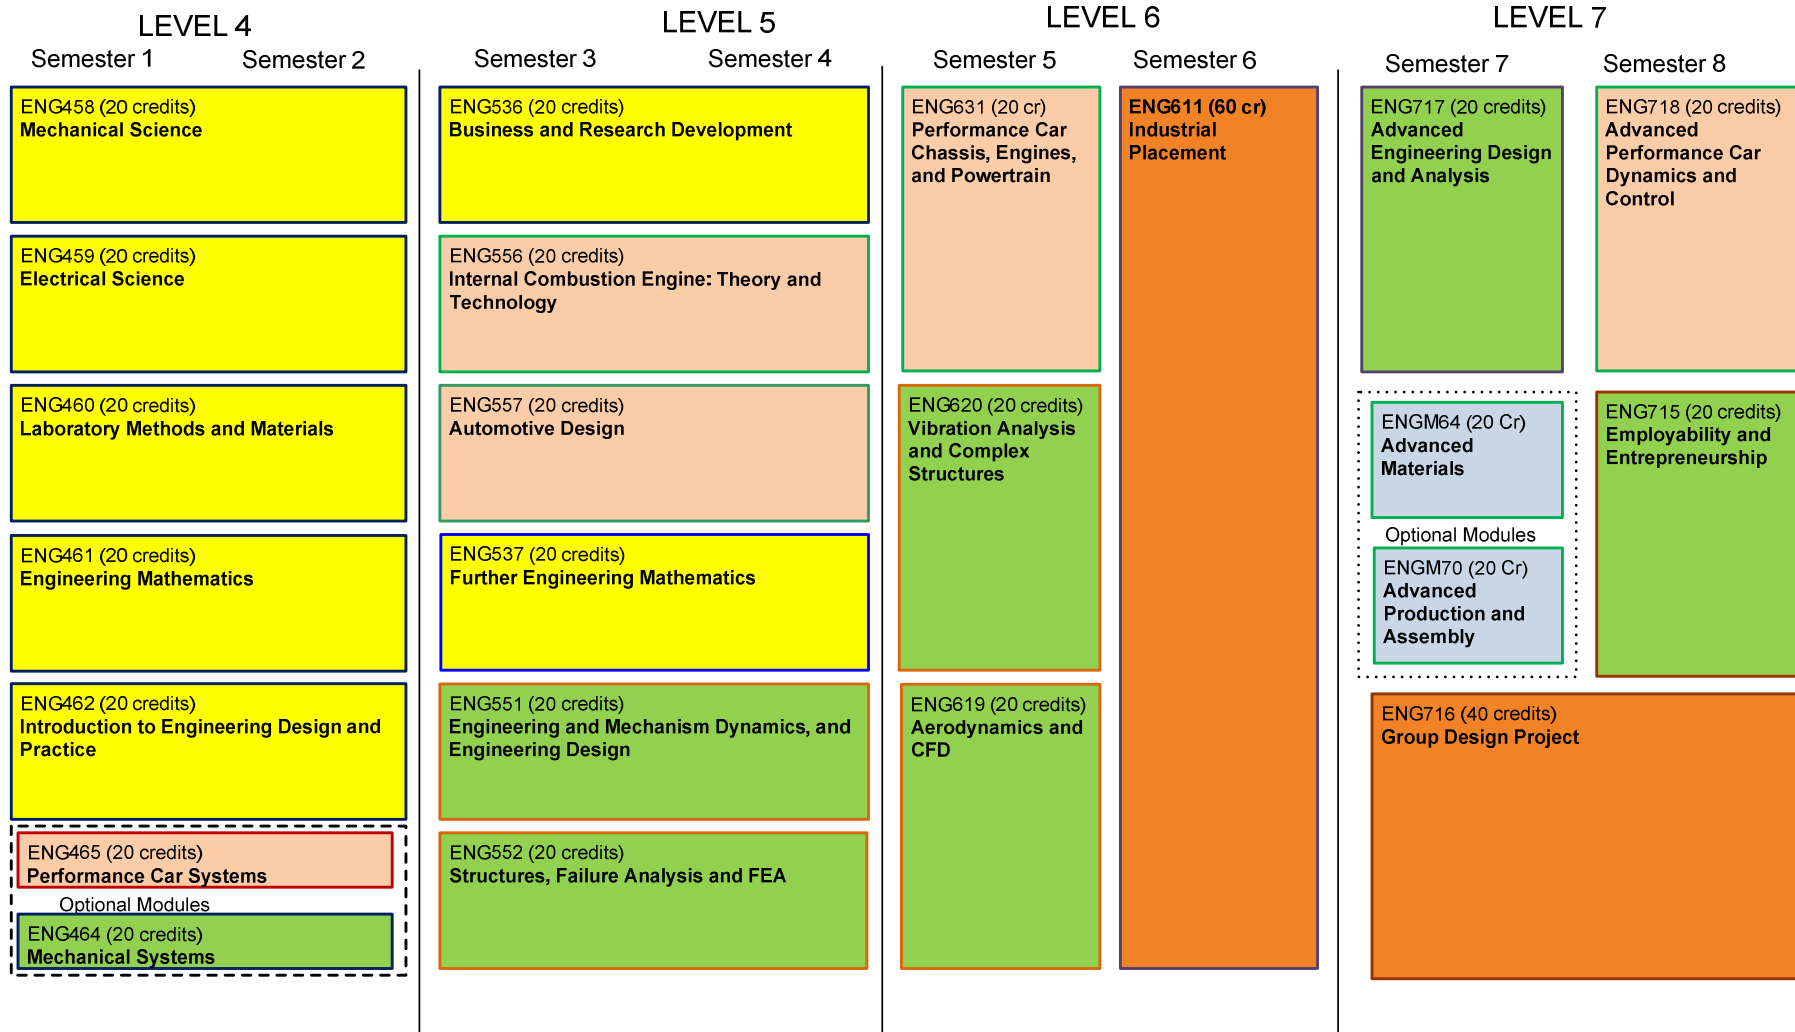 LEVEL 4
Semester 1
Semester 2
ENG458 (20 credits)
Mechanical Science
ENG459 (20 credits)
Electrical Science
ENG460 (20 credits)
Laboratory Methods and Materials
ENG461 (20 credits)
Engineering Mathematics
ENG462 (20 credits)
Introduction to Engineering Design and
Practice
ENG465 (20 credits)
Performance Car Systems
Optional Modules
ENG464 (20 credits)
Mechanical Systems
LEVEL 5
Semester 3
Semester 4
ENG536 (20 credits)
Business and Research Development
ENG556 (20 credits)
Internal Combustion Engine: Theory and
Technology
ENG557 (20 credits)
Automotive Design
ENG537 (20 credits)
Further Engineering Mathematics
ENG551 (20 credits)
Engineering and Mechanism Dynamics, and
Engineering Design
ENG552 (20 credits)
Structures, Failure Analysis and FEA
LEVEL 6
Semester 5
Semester 6
ENG631 (20 cr)
Performance Car
Chassis, Engines,
and Powertrain
ENG620 (20 credits)
Vibration Analysis
and Complex
Structures
ENG619 (20 credits)
Aerodynamics and
CFD
ENG611 (60 cr)
Industrial
Placement
LEVEL 7
Semester 7
Semester 8
ENG717 (20 credits)
Advanced
Engineering Design
and Analysis
ENG718 (20 credits)
Advanced
Performance Car
Dynamics and
Control
ENGM64 (20 Cr)
Advanced
Materials
Optional Modules
ENGM70 (20 Cr)
Advanced
Production and
Assembly
ENG715 (20 credits)
Employability and
Entrepreneurship
ENG716 (40 credits)
Group Design Project